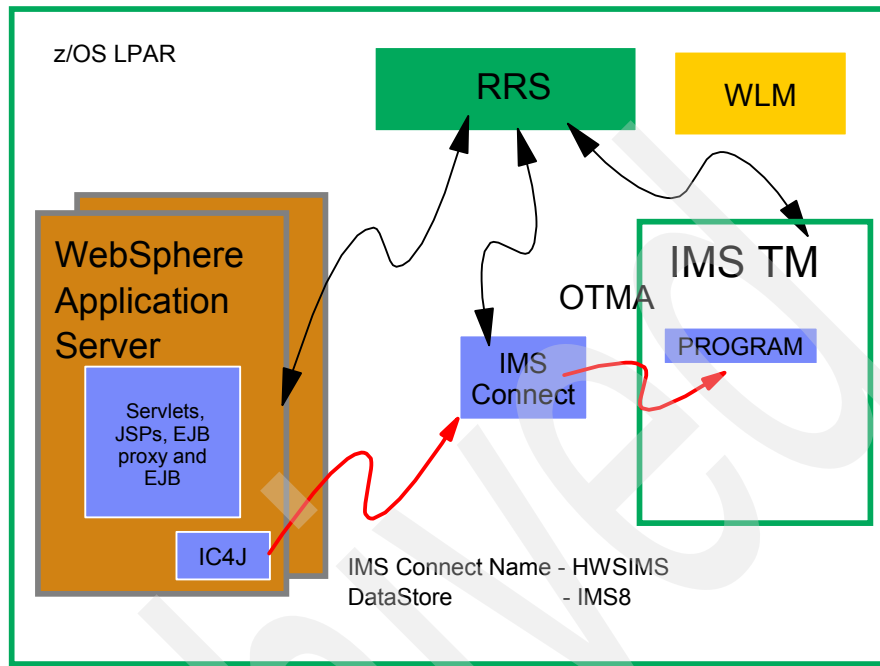 z/OS LPAR
RRS
WLM
WebSphere
Application
Server
IMS TM
OTMA
PROGRAM
IMS
Connect
Servlets,
JSPs, EJB
proxy and
EJB
IC4J
IMS Connect Name - HWSIMS
DataStore - IMS8